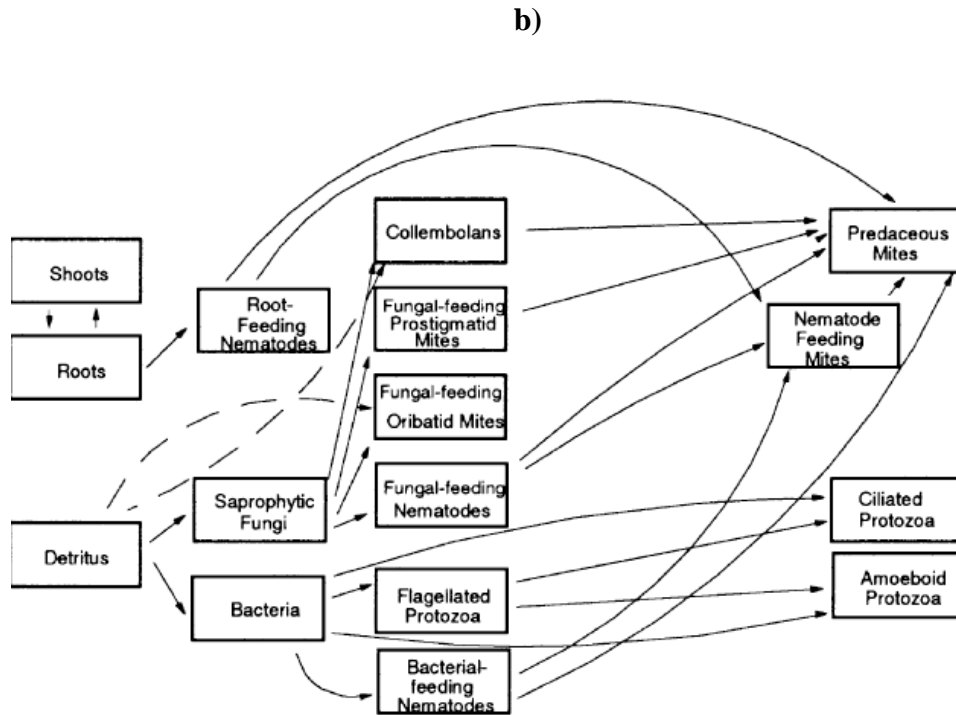 b)
Shoots
Roots
Detritus
Root-
Feeding
Nematodes
Saprophytic
Fungi
Bacteria
Collembolans
Fungal-feeding
Prostigmatid
Mites
Fungal-feeding
Oribatid Mites
Fungal-feeding
Nematodes
Flagellated
Protozoa
Bacterial-
feeding
Nematodes
Predaceous
Mites
Nematode
Feeding
Mites
Ciliated
Protozoa
Amoeboid
Protozoa